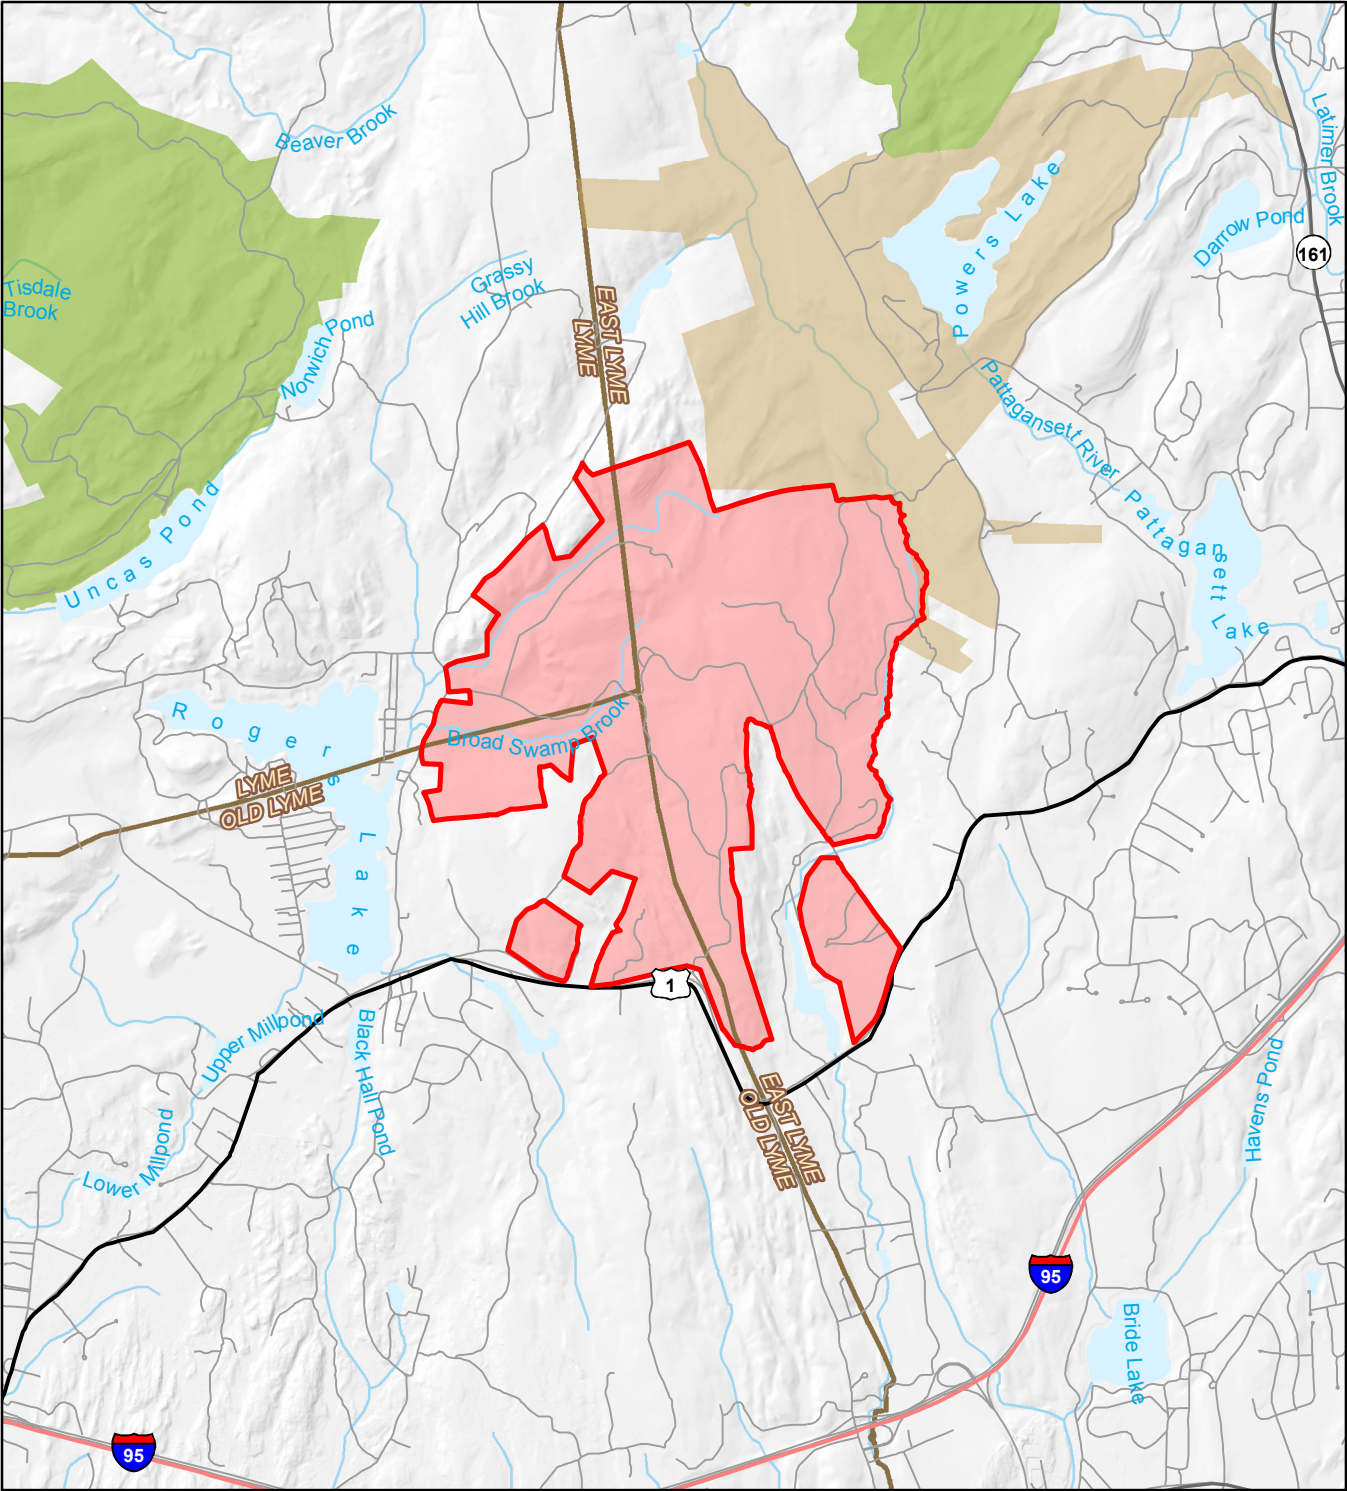 Beaver Brook
Latimer Brook
Powers Lake
Darrow Pond
161
Tisdale
Brook
Grassy
Hill Brook
EAST LYME
LYME
Norwich Pond
Pattagansett River
Uncas Pond
Pattagansett Lake
Rogers Lake
Broad Swamp Brook
LYME
OLD LYME
1
Upper Millpond
Black Hall Pond
Lower Millpond
EAST LYME
OLD LYME
Havens Pond
95
Bride Lake
95